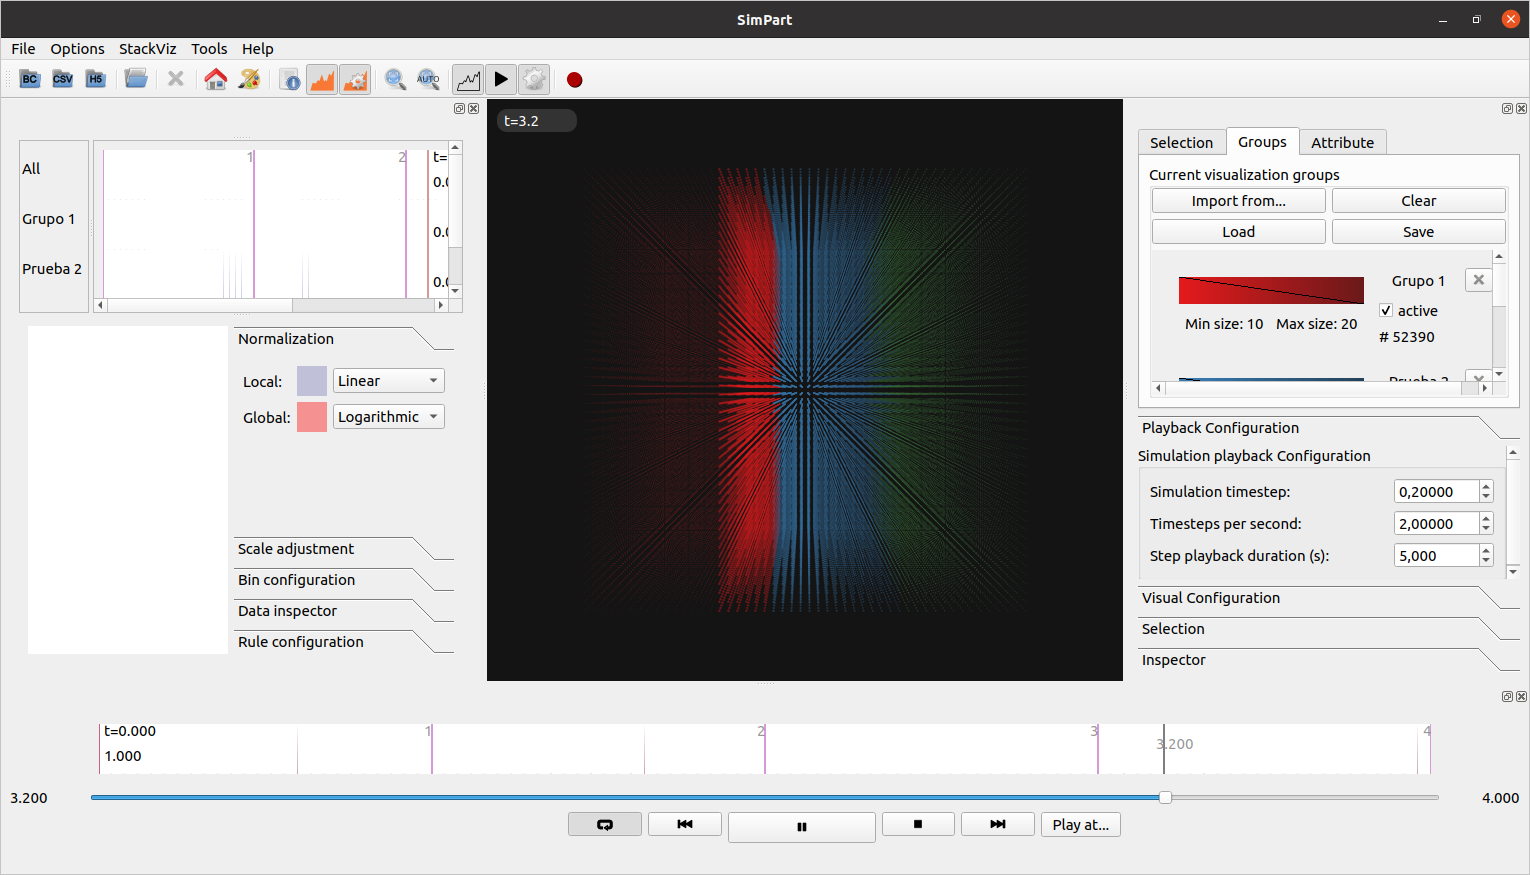 SimPart
File Options StackViz Tools Help
BC CSV H5 AUTO
t=3.2
All
Grupo 1
Prueba 2
1 2 t=
0.0
0.0
0.0
Normalization
Local: Linear
Global: Logarithmic
Scale adjustment
Bin configuration
Data inspector
Rule configuration
Selection Groups Attribute
Current visualization groups
Import from... Clear
Load Save
Grupo 1
active
Min size: 10 Max size: 20
# 52390
Prueba 2
Playback Configuration
Simulation playback Configuration
Simulation timestep: 0,20000
Timesteps per second: 2,00000
Step playback duration (s): 5,000
Visual Configuration
Selection
Inspector
t=0.000 1 2 3 4
3.200
1.000
3.200 4.000
Play at...